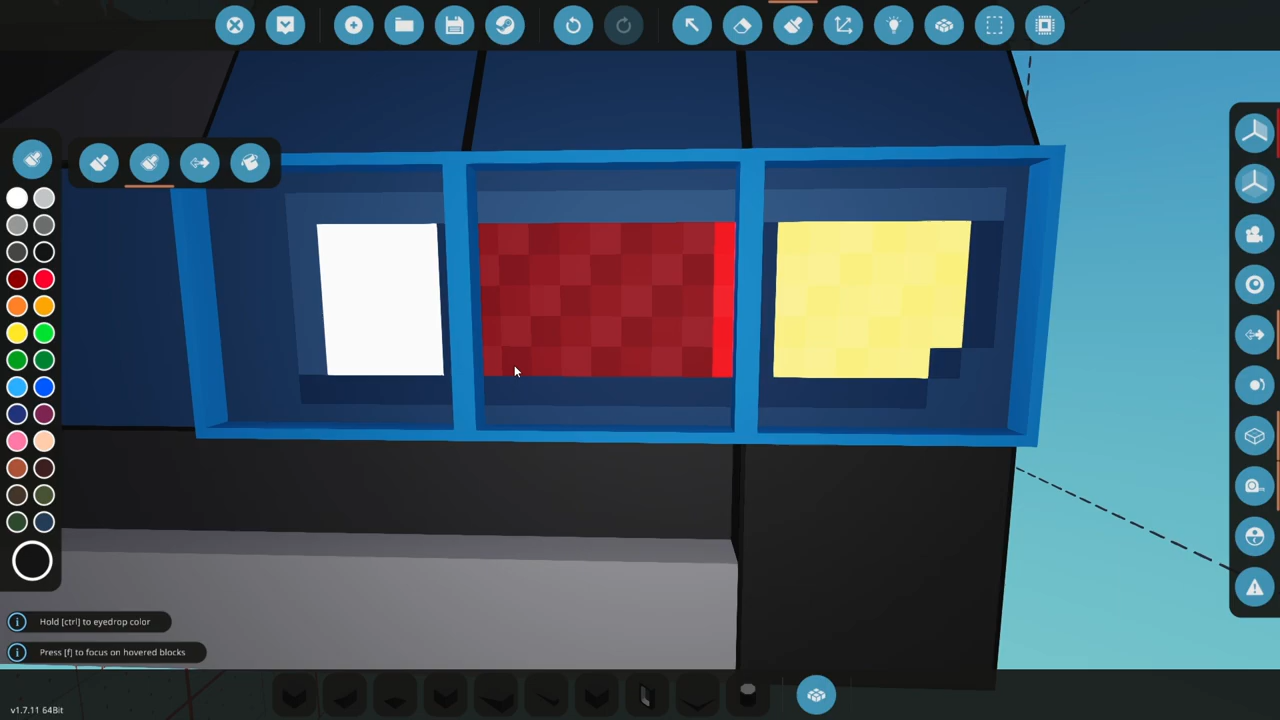 Hold [ctrl] to eyedrop color
Press [f] to focus on hovered blocks
v1.7.11 64Bit